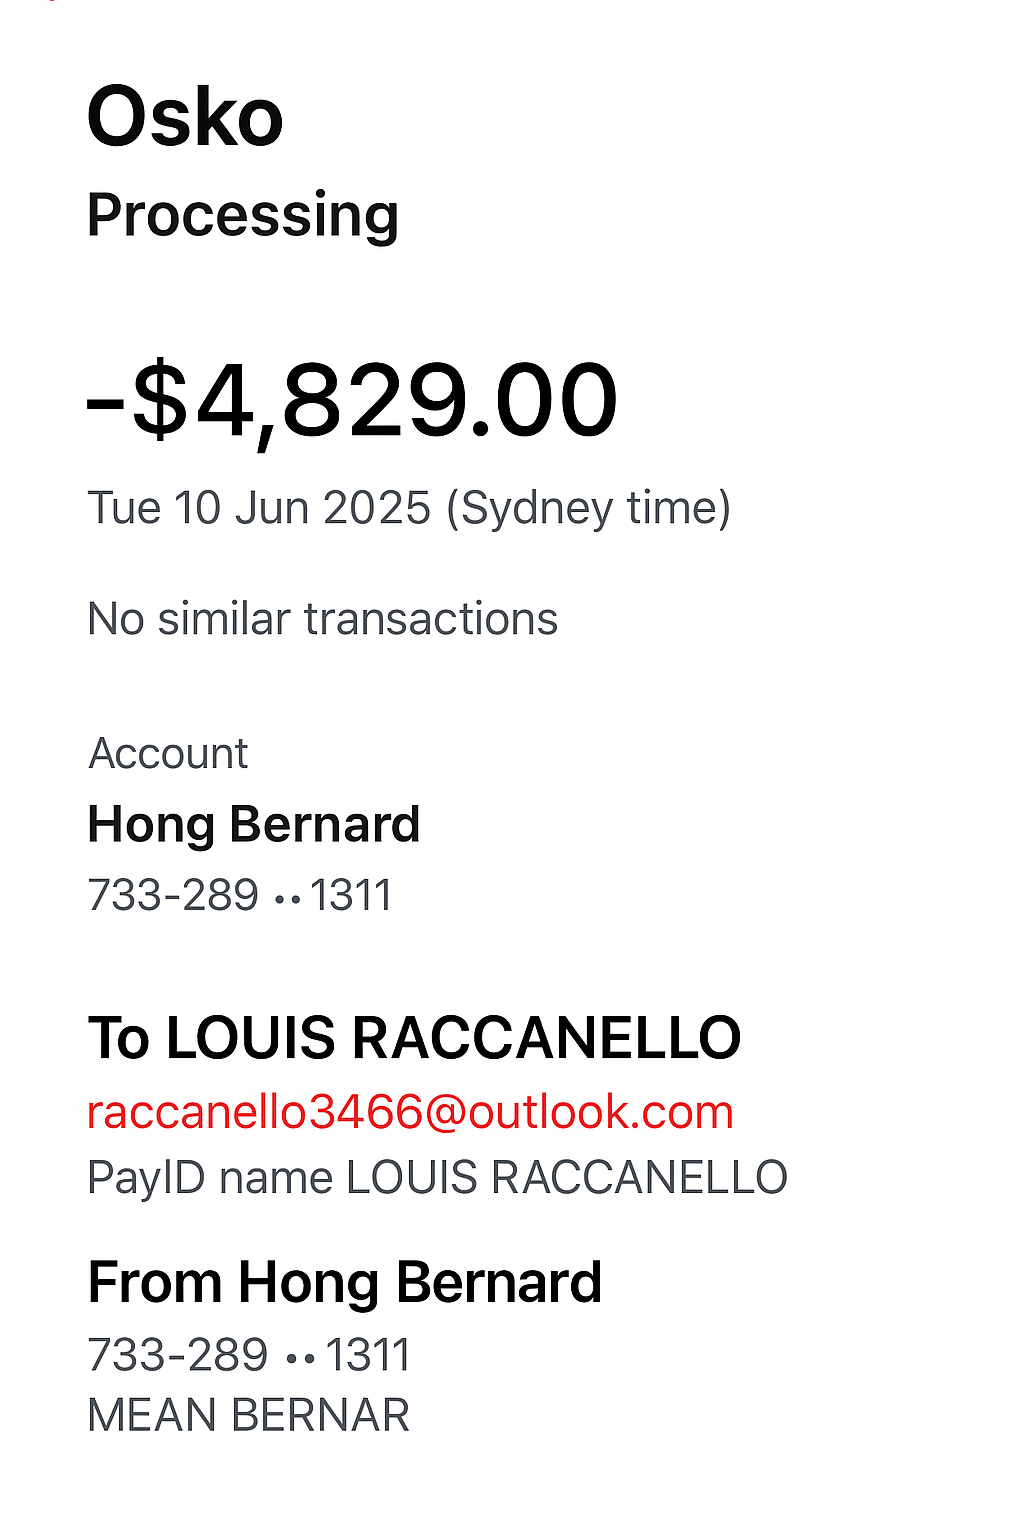 Osko
Processing
-$4,829.00
Tue 10 Jun 2025 (Sydney time)
No similar transactions
Account
Hong Bernard
733-289 ••1311
To LOUIS RACCANELLO
raccanello3466@outlook.com
PayID name LOUIS RACCANELLO
From Hong Bernard
733-289 ••1311
MEAN BERNAR